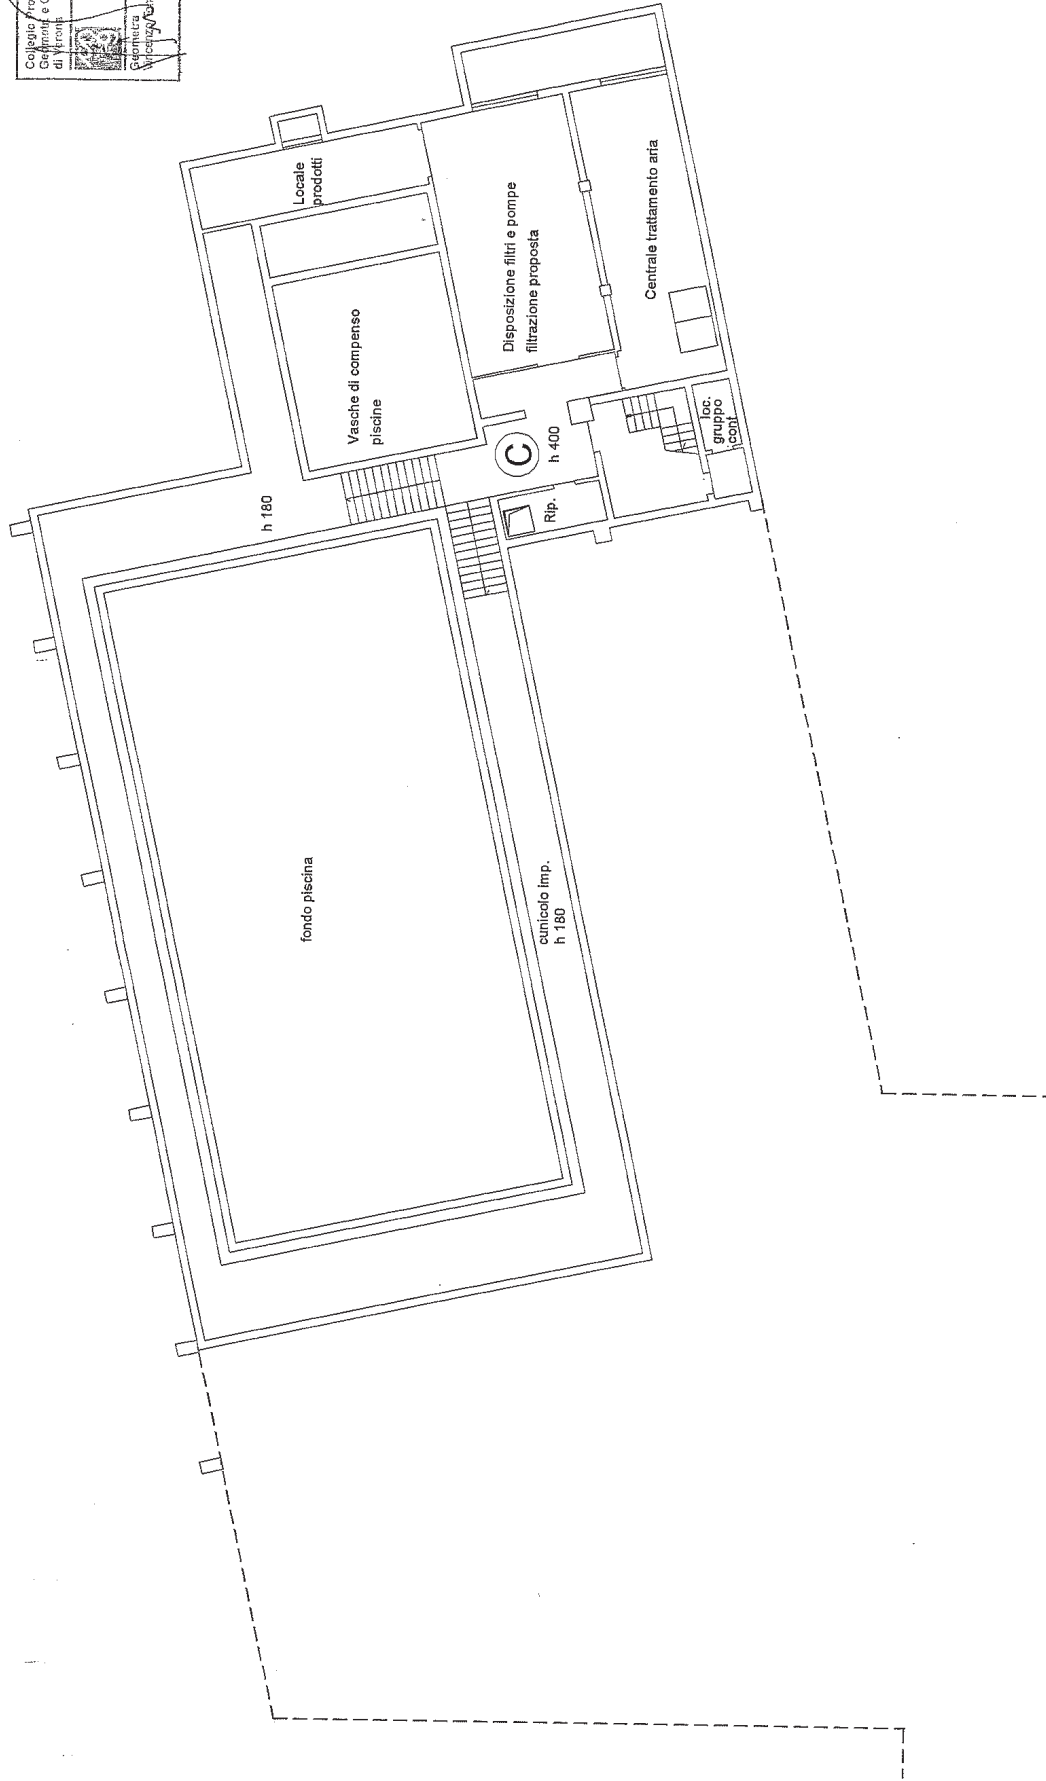 Geometri e
di Verona
Geometra
Locale
prodotti
Disposizione filtri e pompe
filtrazione proposta
Centrale trattamento aria
Vasche di compenso
piscine
loc.
gruppo
cont
C
h 400
h 180
Rip.
fondo piscina
cunicolo imp.
h 180